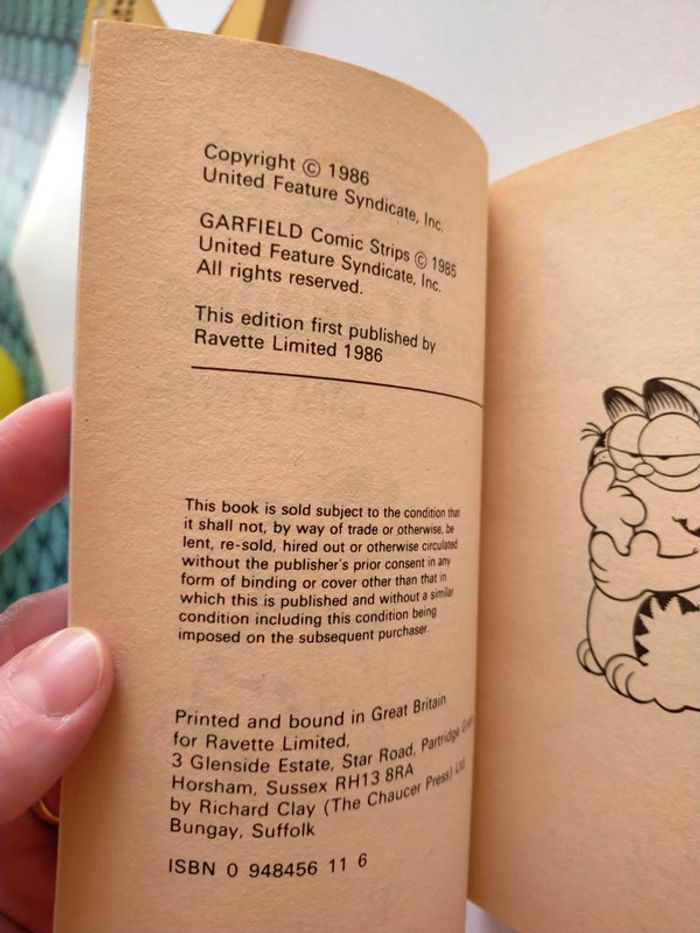 Copyright © 1986
United Feature Syndicate, Inc.
GARFIELD Comic Strips © 1985
United Feature Syndicate, Inc.
All rights reserved.
This edition first published by
Ravette Limited 1986
This book is sold subject to the condition that
it shall not, by way of trade or otherwise, be
lent, re-sold, hired out or otherwise circulated
without the publisher's prior consent in any
form of binding or cover other than that in
which this is published and without a similar
condition including this condition being
imposed on the subsequent purchaser.
Printed and bound in Great Britain
for Ravette Limited,
3 Glenside Estate, Star Road, Partridge
Horsham, Sussex RH13 8RA
by Richard Clay (The Chaucer Press) Ltd,
Bungay, Suffolk
ISBN 0 948456 11 6